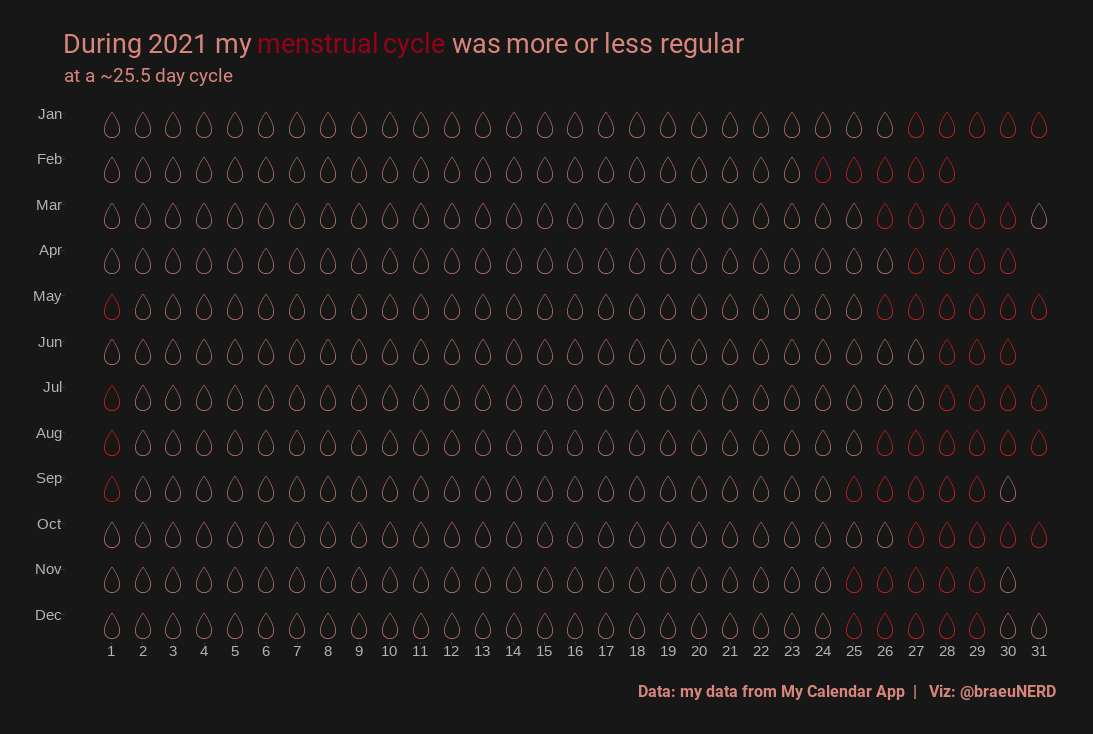 During 2021 my menstrual cycle was more or less regular
at a ~25.5 day cycle
Jan
Feb
Mar
Apr
May
Jun
Jul
Aug
Sep
Oct
Nov
Dec
1 2 3 4 5 6 7 8 9 10 11 12 13 14 15 16 17 18 19 20 21 22 23 24 25 26 27 28 29 30 31
Data: my data from My Calendar App | Viz: @braeuNERD